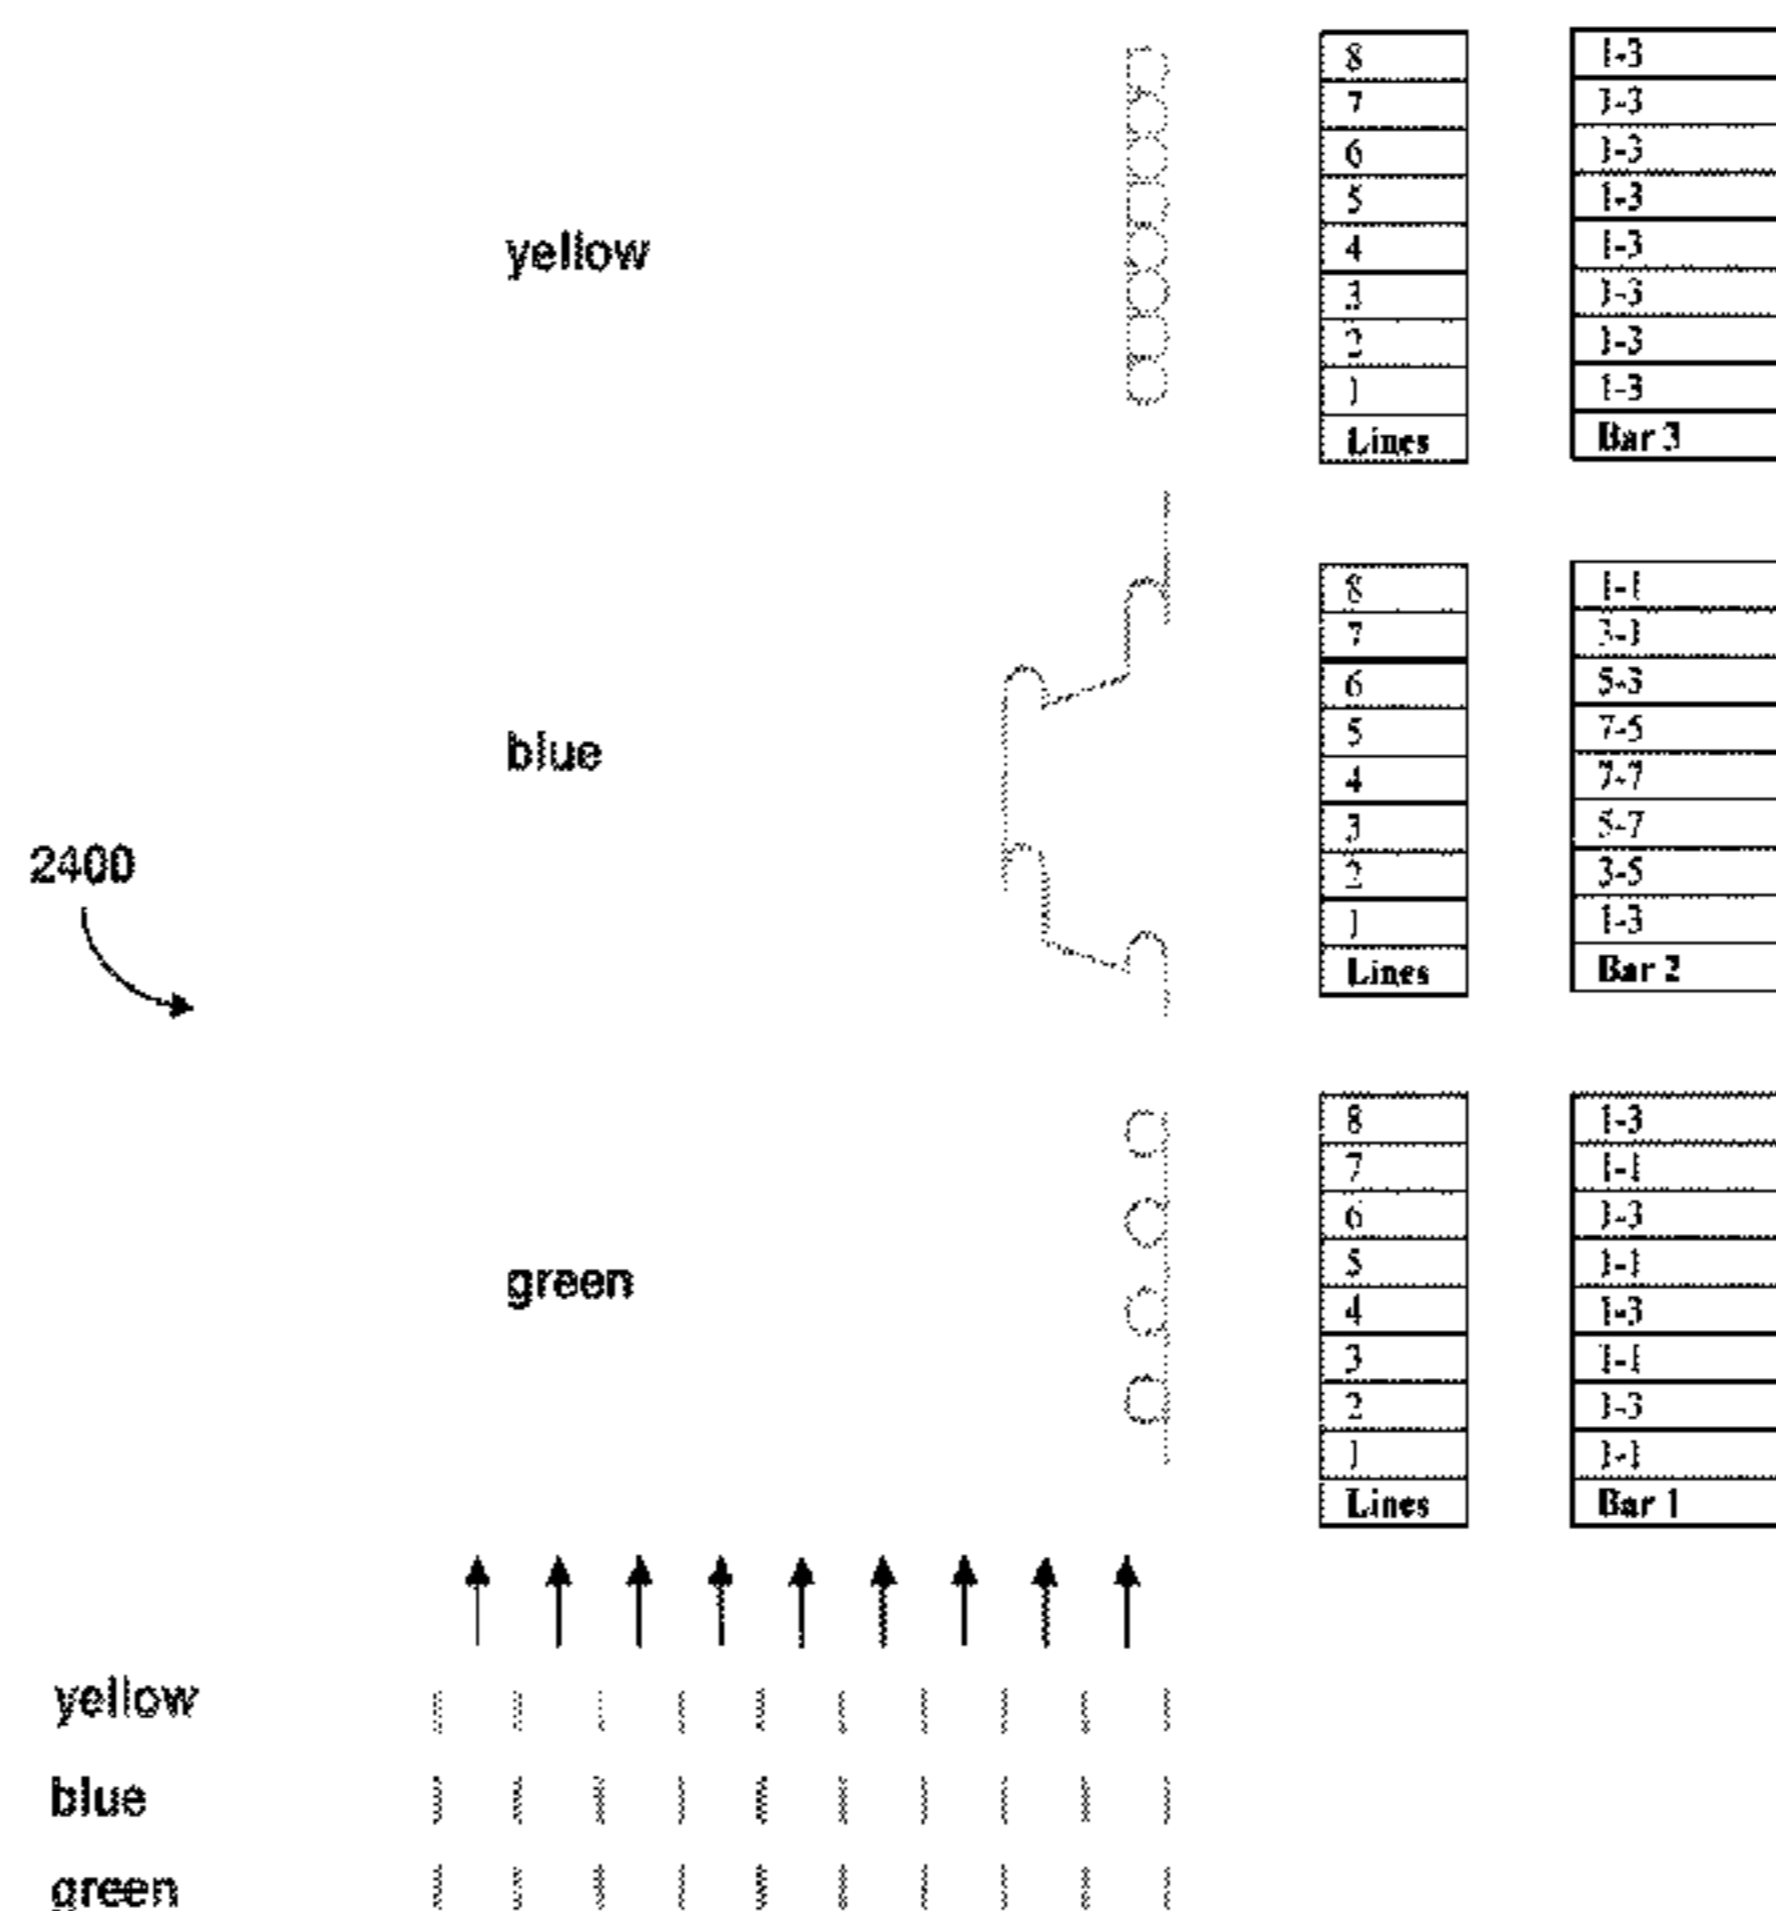 8 1-3
7 1-3
6 1-3
5 1-3
yellow
4 1-3
3 1-3
2 1-3
1 1-3
Lines Bar 3
8 1-1
7 3-1
6 5-3
5 7-5
blue
4 7-7
3 5-7
2400
2 3-5
1 1-3
Lines Bar 2
8 1-3
7 1-1
6 1-3
5 1-1
green
4 1-3
3 1-1
2 1-3
1 1-1
Lines Bar 1
yellow
blue
green